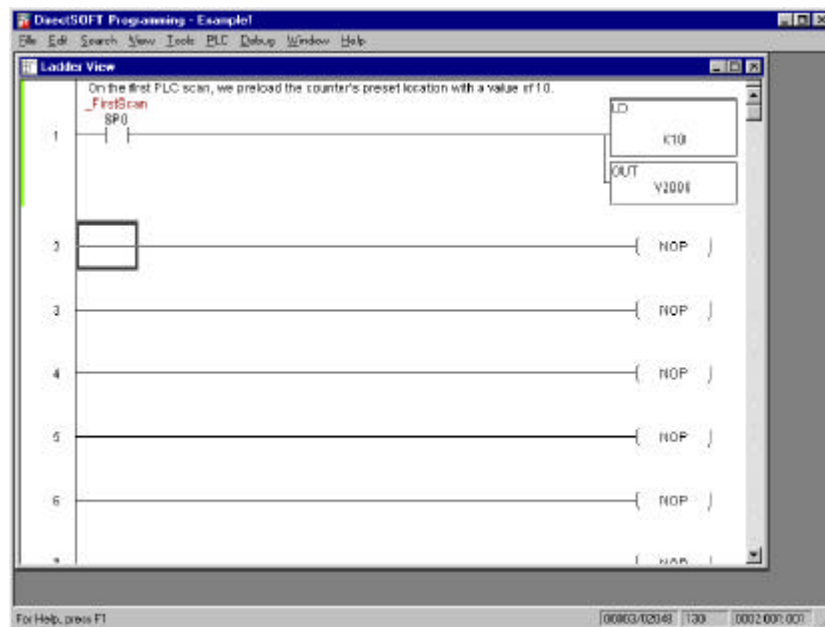 DirectSOFT Programming - Example1
File Edit Search View Tools PLC Debug Window Help
Ladder View
On the first PLC scan, we preload the counter's preset location with a value of 10.
_FirstScan
SP0
1
LD
K10
OUT
V2000
2
NOP
3
NOP
4
NOP
5
NOP
6
NOP
NOP
For Help, press F1
00003/02048 130 0002:001:001